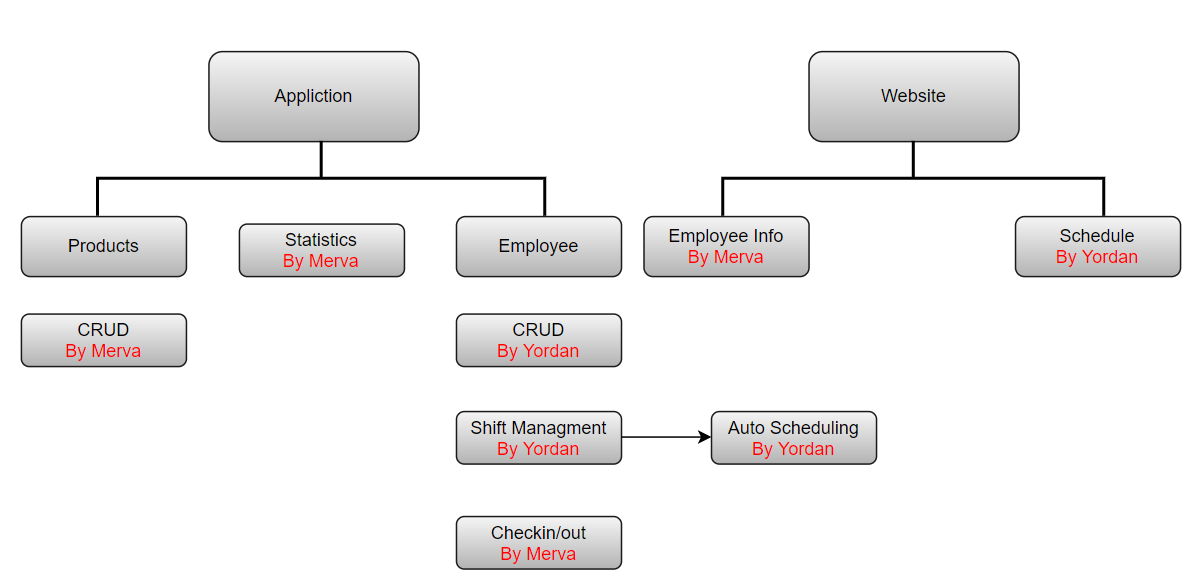 Appliction
Website
Products
Statistics
By Merva
Employee
Employee Info
By Merva
Schedule
By Yordan
CRUD
By Merva
CRUD
By Yordan
Shift Managment
By Yordan
Auto Scheduling
By Yordan
Checkin/out
By Merva